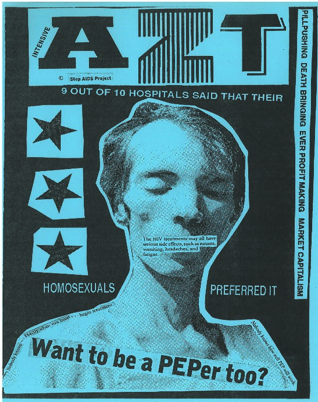 INTENSIVE
AZT
© Stop AIDS Project
9 OUT OF 10 HOSPITALS SAID THAT THEIR
PILLPUSHING DEATH BRINGING EVER PROFIT MAKING MARKET CAPITALISM
The HIV treatments may all have
serious side effects, such as nausea,
vomiting, headaches, and
fatigue.
HOMOSEXUALS
PREFERRED IT
Want to be a PEPer too?